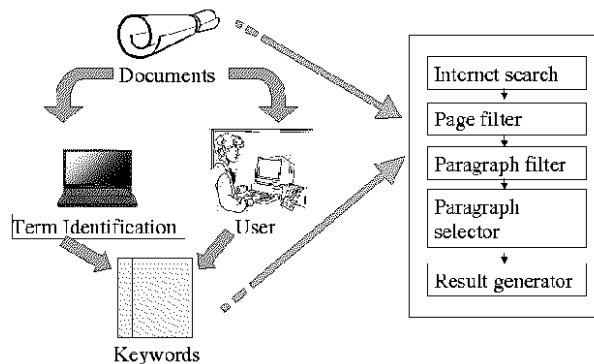 Documents
Term Identification
User
Keywords
Internet search
Page filter
Paragraph filter
Paragraph
selector
Result generator